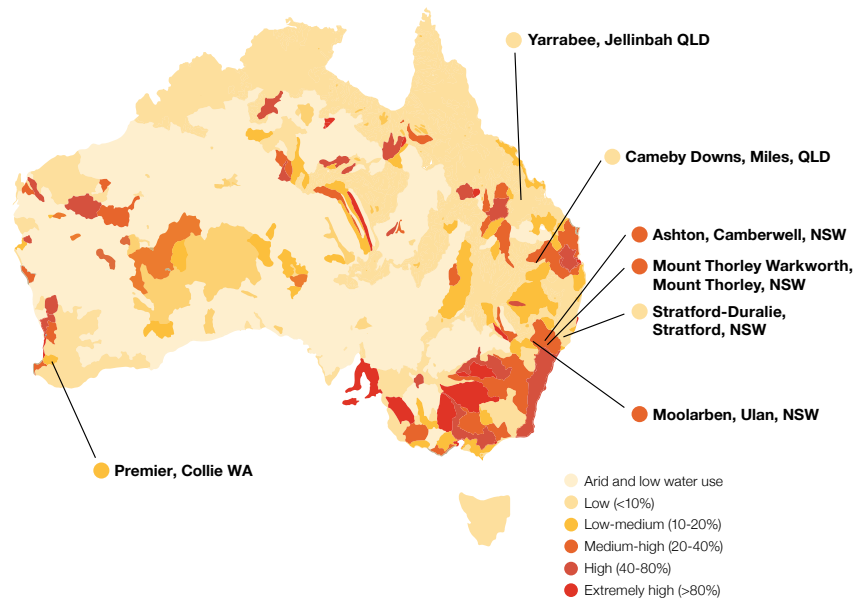 Yarrabee, Jellinbah QLD
Cameby Downs, Miles, QLD
Ashton, Camberwell, NSW
Mount Thorley Warkworth,
Mount Thorley, NSW
Stratford-Duralie,
Stratford, NSW
Moolarben, Ulan, NSW
Premier, Collie WA
Arid and low water use
Low (<10%)
Low-medium (10-20%)
Medium-high (20-40%)
High (40-80%)
Extremely high (>80%)